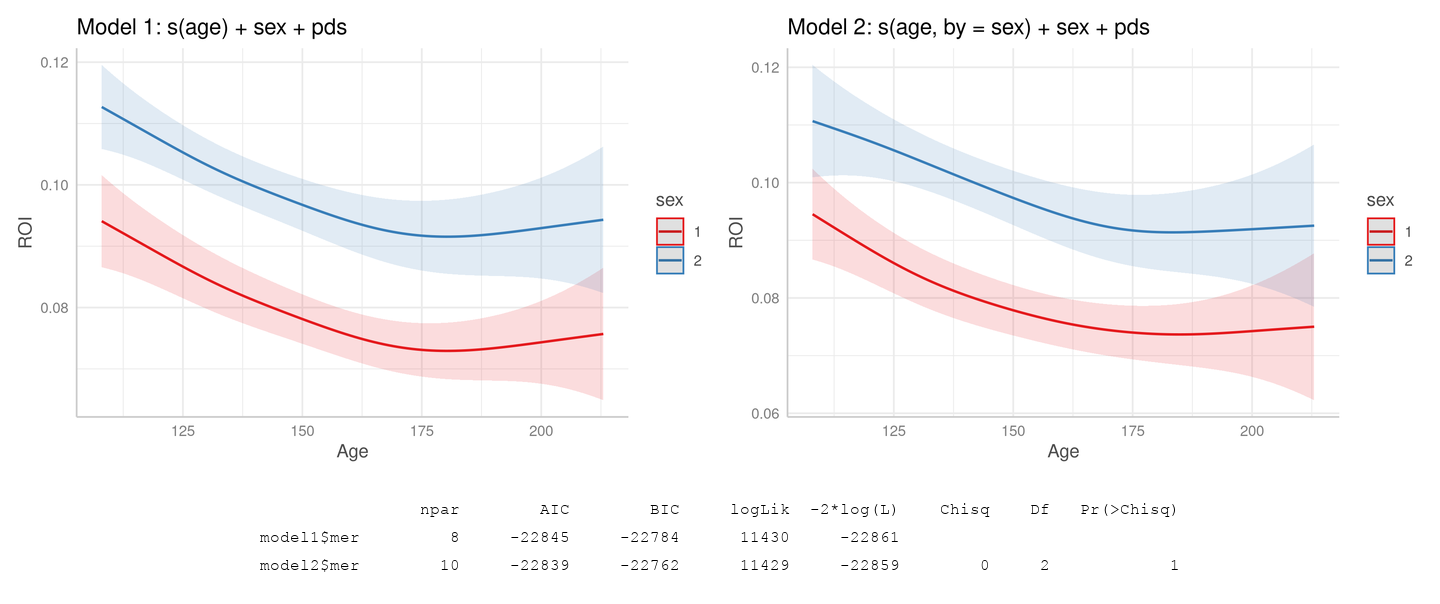 Model 1: s(age) + sex + pds
0.12
0.10
0.08
ROI
125 150 175 200
Age
sex
1
2
Model 2: s(age, by = sex) + sex + pds
0.12
0.10
0.08
0.06
ROI
125 150 175 200
Age
sex
1
2
npar AIC BIC logLik -2*log(L) Chisq Df Pr(>Chisq)
model1$mer 8 -22845 -22784 11430 -22861
model2$mer 10 -22839 -22762 11429 -22859 0 2 1